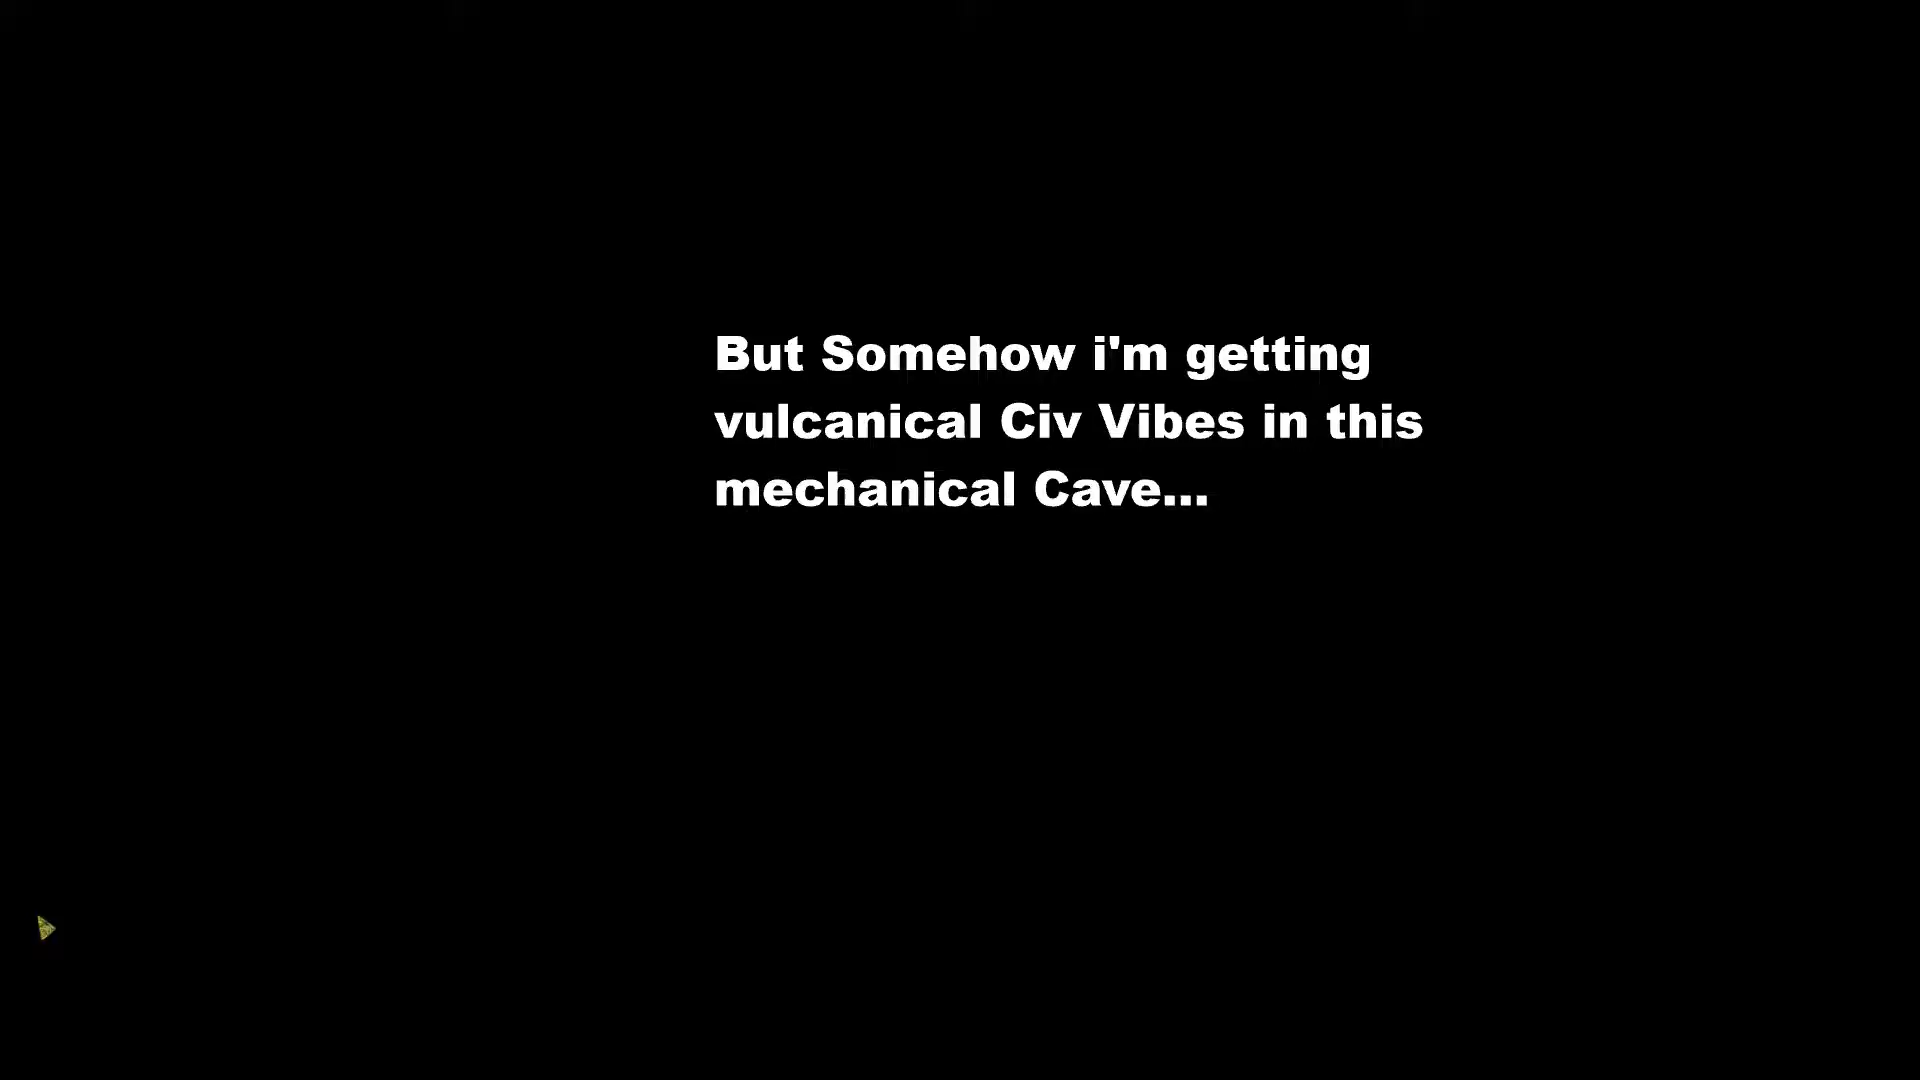 But Somehow i'm getting
vulcanical Civ Vibes in this
mechanical Cave...